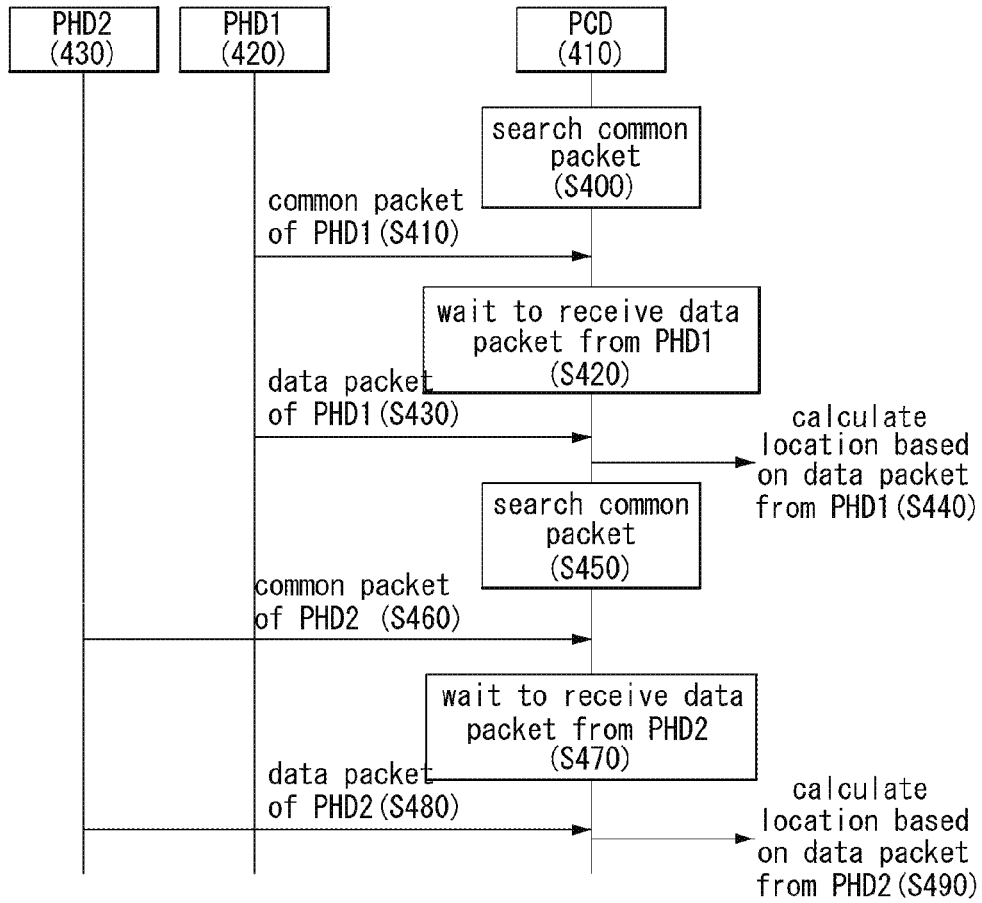 PHD2
(430)
PHD1
(420)
PCD
(410)
search common
packet
(S400)
common packet
of PHD1(S410)
wait to receive data
packet from PHD1
(S420)
data packet
of PHD1(S430)
calculate
location based
on data packet
from PHD1(S440)
search common
packet
(S450)
common packet
of PHD2 (S460)
wait to receive data
packet from PHD2
(S470)
data packet
of PHD2(S480)
calculate
location based
on data packet
from PHD2(S490)